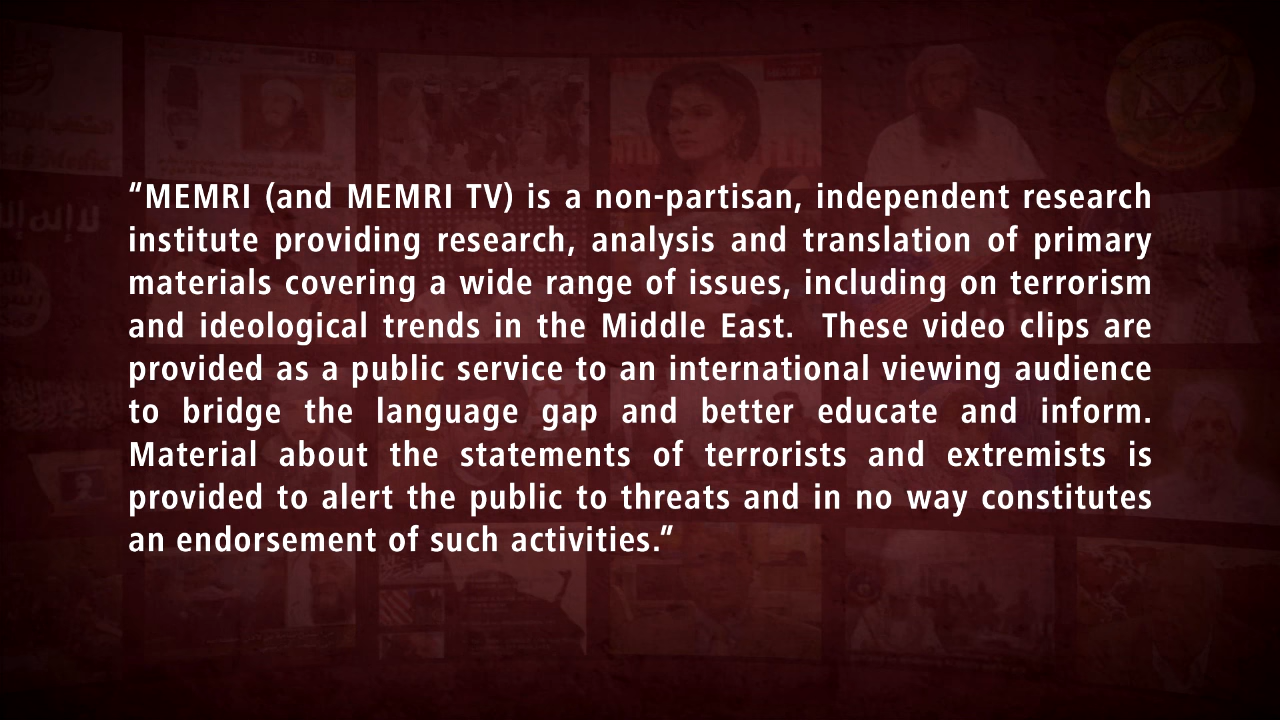 “MEMRI (and MEMRI TV) is a non-partisan, independent research
institute providing research, analysis and translation of primary
materials covering a wide range of issues, including on terrorism
and ideological trends in the Middle East.  These video clips are
provided as a public service to an international viewing audience
to bridge the language gap and better educate and inform.
Material about the statements of terrorists and extremists is
provided to alert the public to threats and in no way constitutes
an endorsement of such activities.”